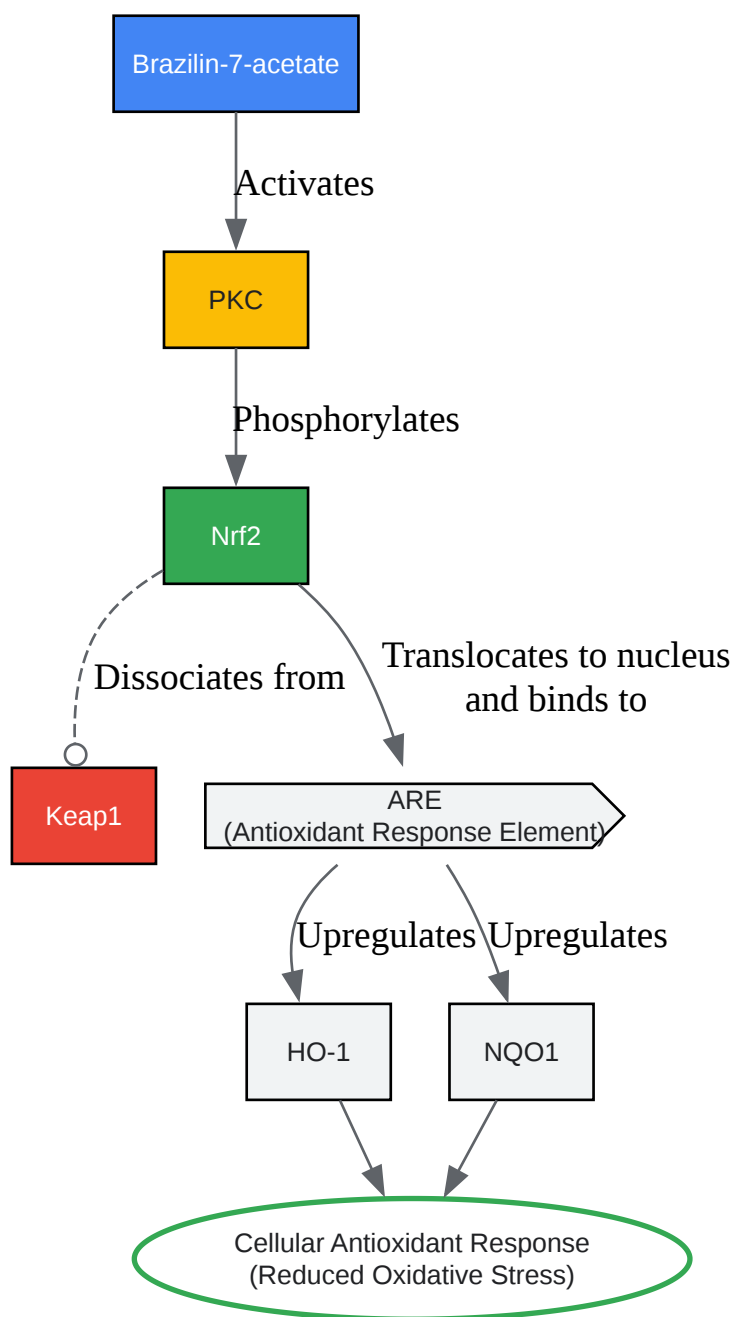 Brazilin-7-acetate
Activates
PKC
Phosphorylates
Nrf2
Translocates to nucleus
and binds to
Dissociates from
Keap1
ARE
(Antioxidant Response Element)
Upregulates
Upregulates
HO-1
NQO1
Cellular Antioxidant Response
(Reduced Oxidative Stress)